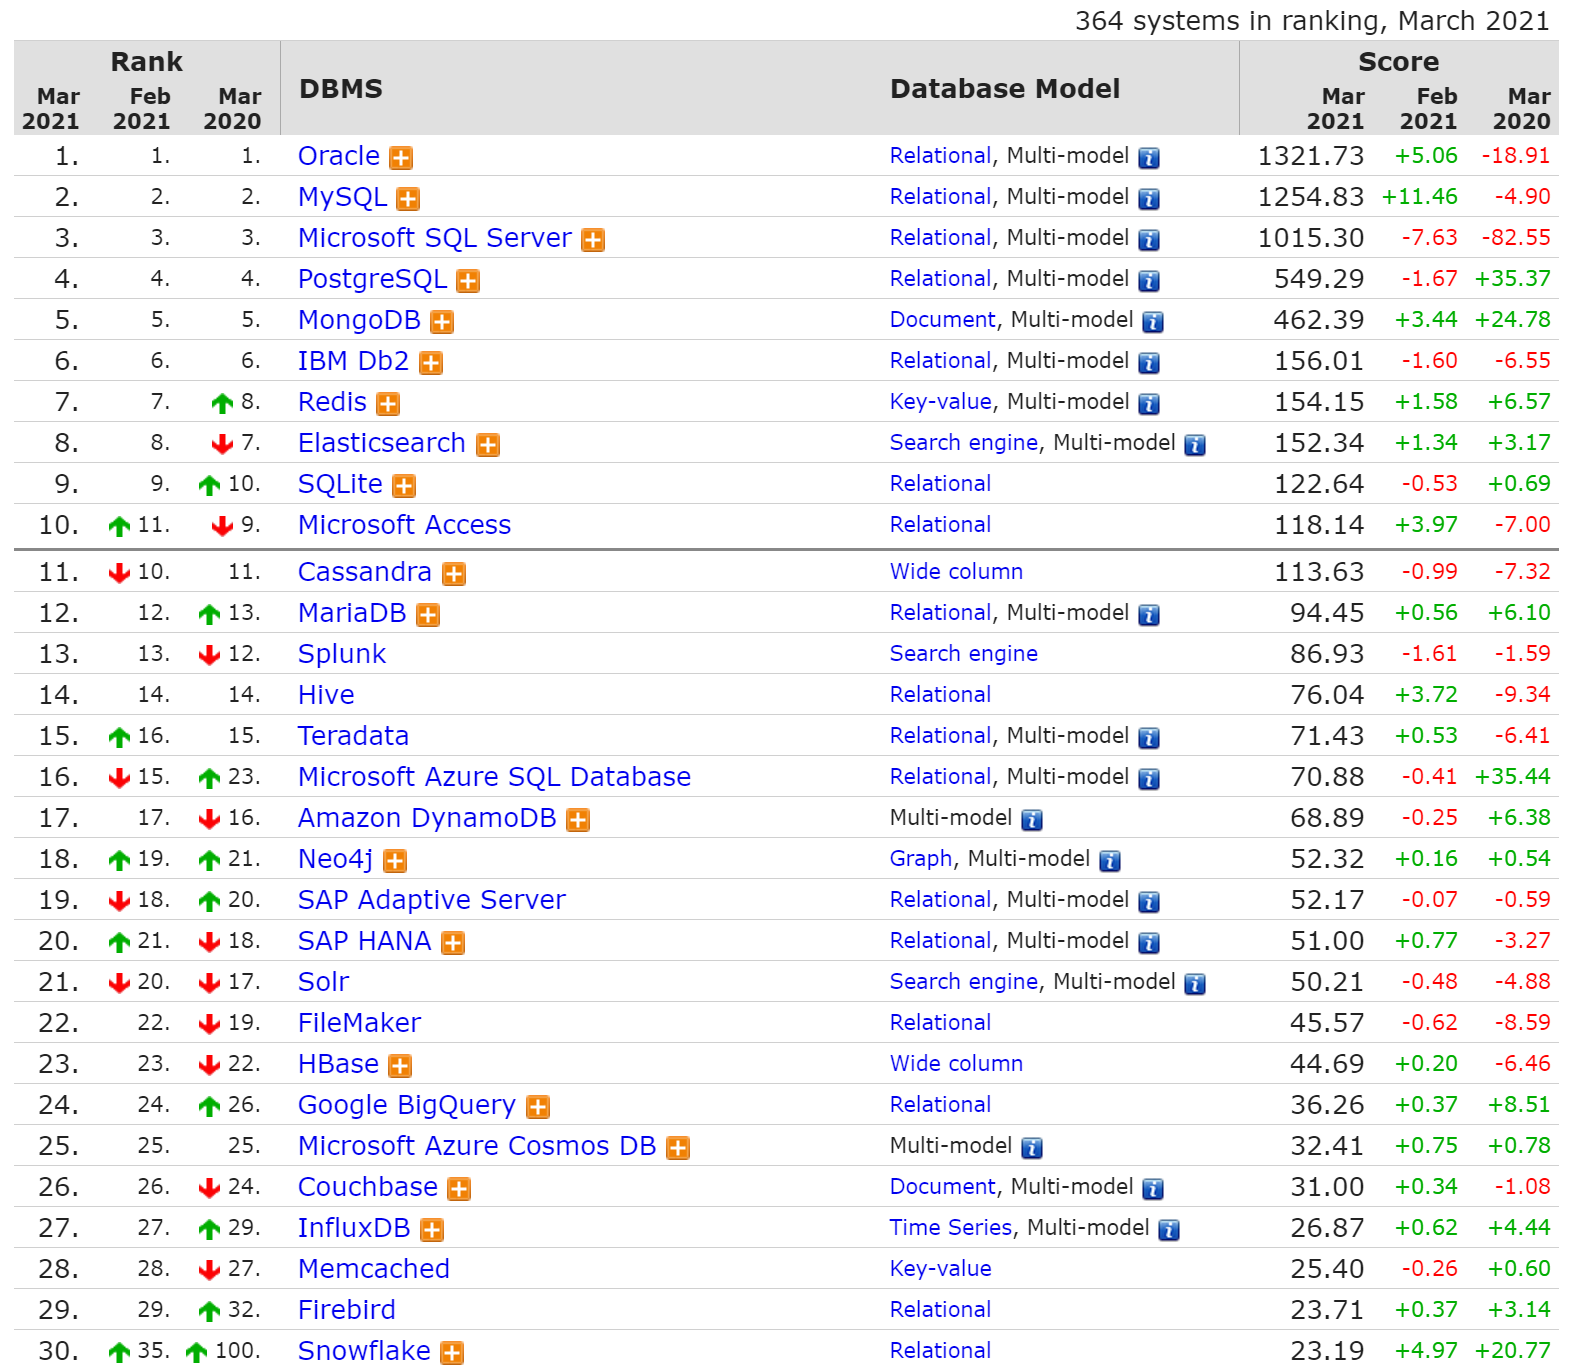 364 systems in ranking, March 2021
Rank DBMS Database Model Score
Mar 2021 Feb 2021 Mar 2020 Mar 2021 Feb 2021 Mar 2020
1. 1. 1. Oracle Relational, Multi-model 1321.73 +5.06 -18.91
2. 2. 2. MySQL Relational, Multi-model 1254.83 +11.46 -4.90
3. 3. 3. Microsoft SQL Server Relational, Multi-model 1015.30 -7.63 -82.55
4. 4. 4. PostgreSQL Relational, Multi-model 549.29 -1.67 +35.37
5. 5. 5. MongoDB Document, Multi-model 462.39 +3.44 +24.78
6. 6. 6. IBM Db2 Relational, Multi-model 156.01 -1.60 -6.55
7. 7. 8. Redis Key-value, Multi-model 154.15 +1.58 +6.57
8. 8. 7. Elasticsearch Search engine, Multi-model 152.34 +1.34 +3.17
9. 9. 10. SQLite Relational 122.64 -0.53 +0.69
10. 11. 9. Microsoft Access Relational 118.14 +3.97 -7.00
11. 10. 11. Cassandra Wide column 113.63 -0.99 -7.32
12. 12. 13. MariaDB Relational, Multi-model 94.45 +0.56 +6.10
13. 13. 12. Splunk Search engine 86.93 -1.61 -1.59
14. 14. 14. Hive Relational 76.04 +3.72 -9.34
15. 16. 15. Teradata Relational, Multi-model 71.43 +0.53 -6.41
16. 15. 23. Microsoft Azure SQL Database Relational, Multi-model 70.88 -0.41 +35.44
17. 17. 16. Amazon DynamoDB Multi-model 68.89 -0.25 +6.38
18. 19. 21. Neo4j Graph, Multi-model 52.32 +0.16 +0.54
19. 18. 20. SAP Adaptive Server Relational, Multi-model 52.17 -0.07 -0.59
20. 21. 18. SAP HANA Relational, Multi-model 51.00 +0.77 -3.27
21. 20. 17. Solr Search engine, Multi-model 50.21 -0.48 -4.88
22. 22. 19. FileMaker Relational 45.57 -0.62 -8.59
23. 23. 22. HBase Wide column 44.69 +0.20 -6.46
24. 24. 26. Google BigQuery Relational 36.26 +0.37 +8.51
25. 25. 25. Microsoft Azure Cosmos DB Multi-model 32.41 +0.75 +0.78
26. 26. 24. Couchbase Document, Multi-model 31.00 +0.34 -1.08
27. 27. 29. InfluxDB Time Series, Multi-model 26.87 +0.62 +4.44
28. 28. 27. Memcached Key-value 25.40 -0.26 +0.60
29. 29. 32. Firebird Relational 23.71 +0.37 +3.14
30. 35. 100. Snowflake Relational 23.19 +4.97 +20.77